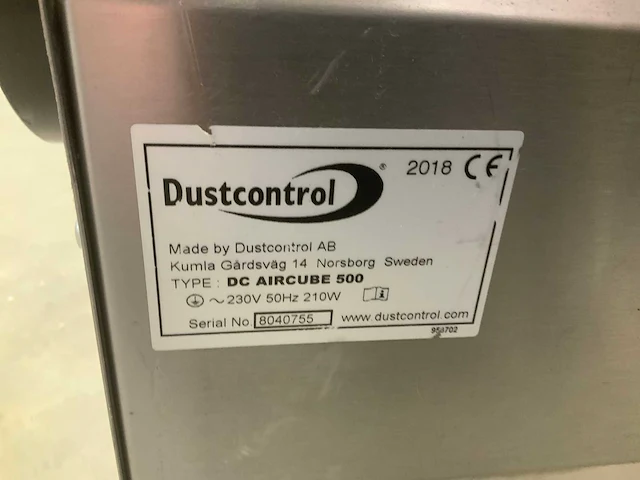 Dustcontrol ® 2018 CE
Made by Dustcontrol AB
Kumla Gårdsväg 14 Norsborg Sweden
TYPE : DC AIRCUBE 500
~ 230V 50Hz 210W
Serial No. 8040755 www.dustcontrol.com